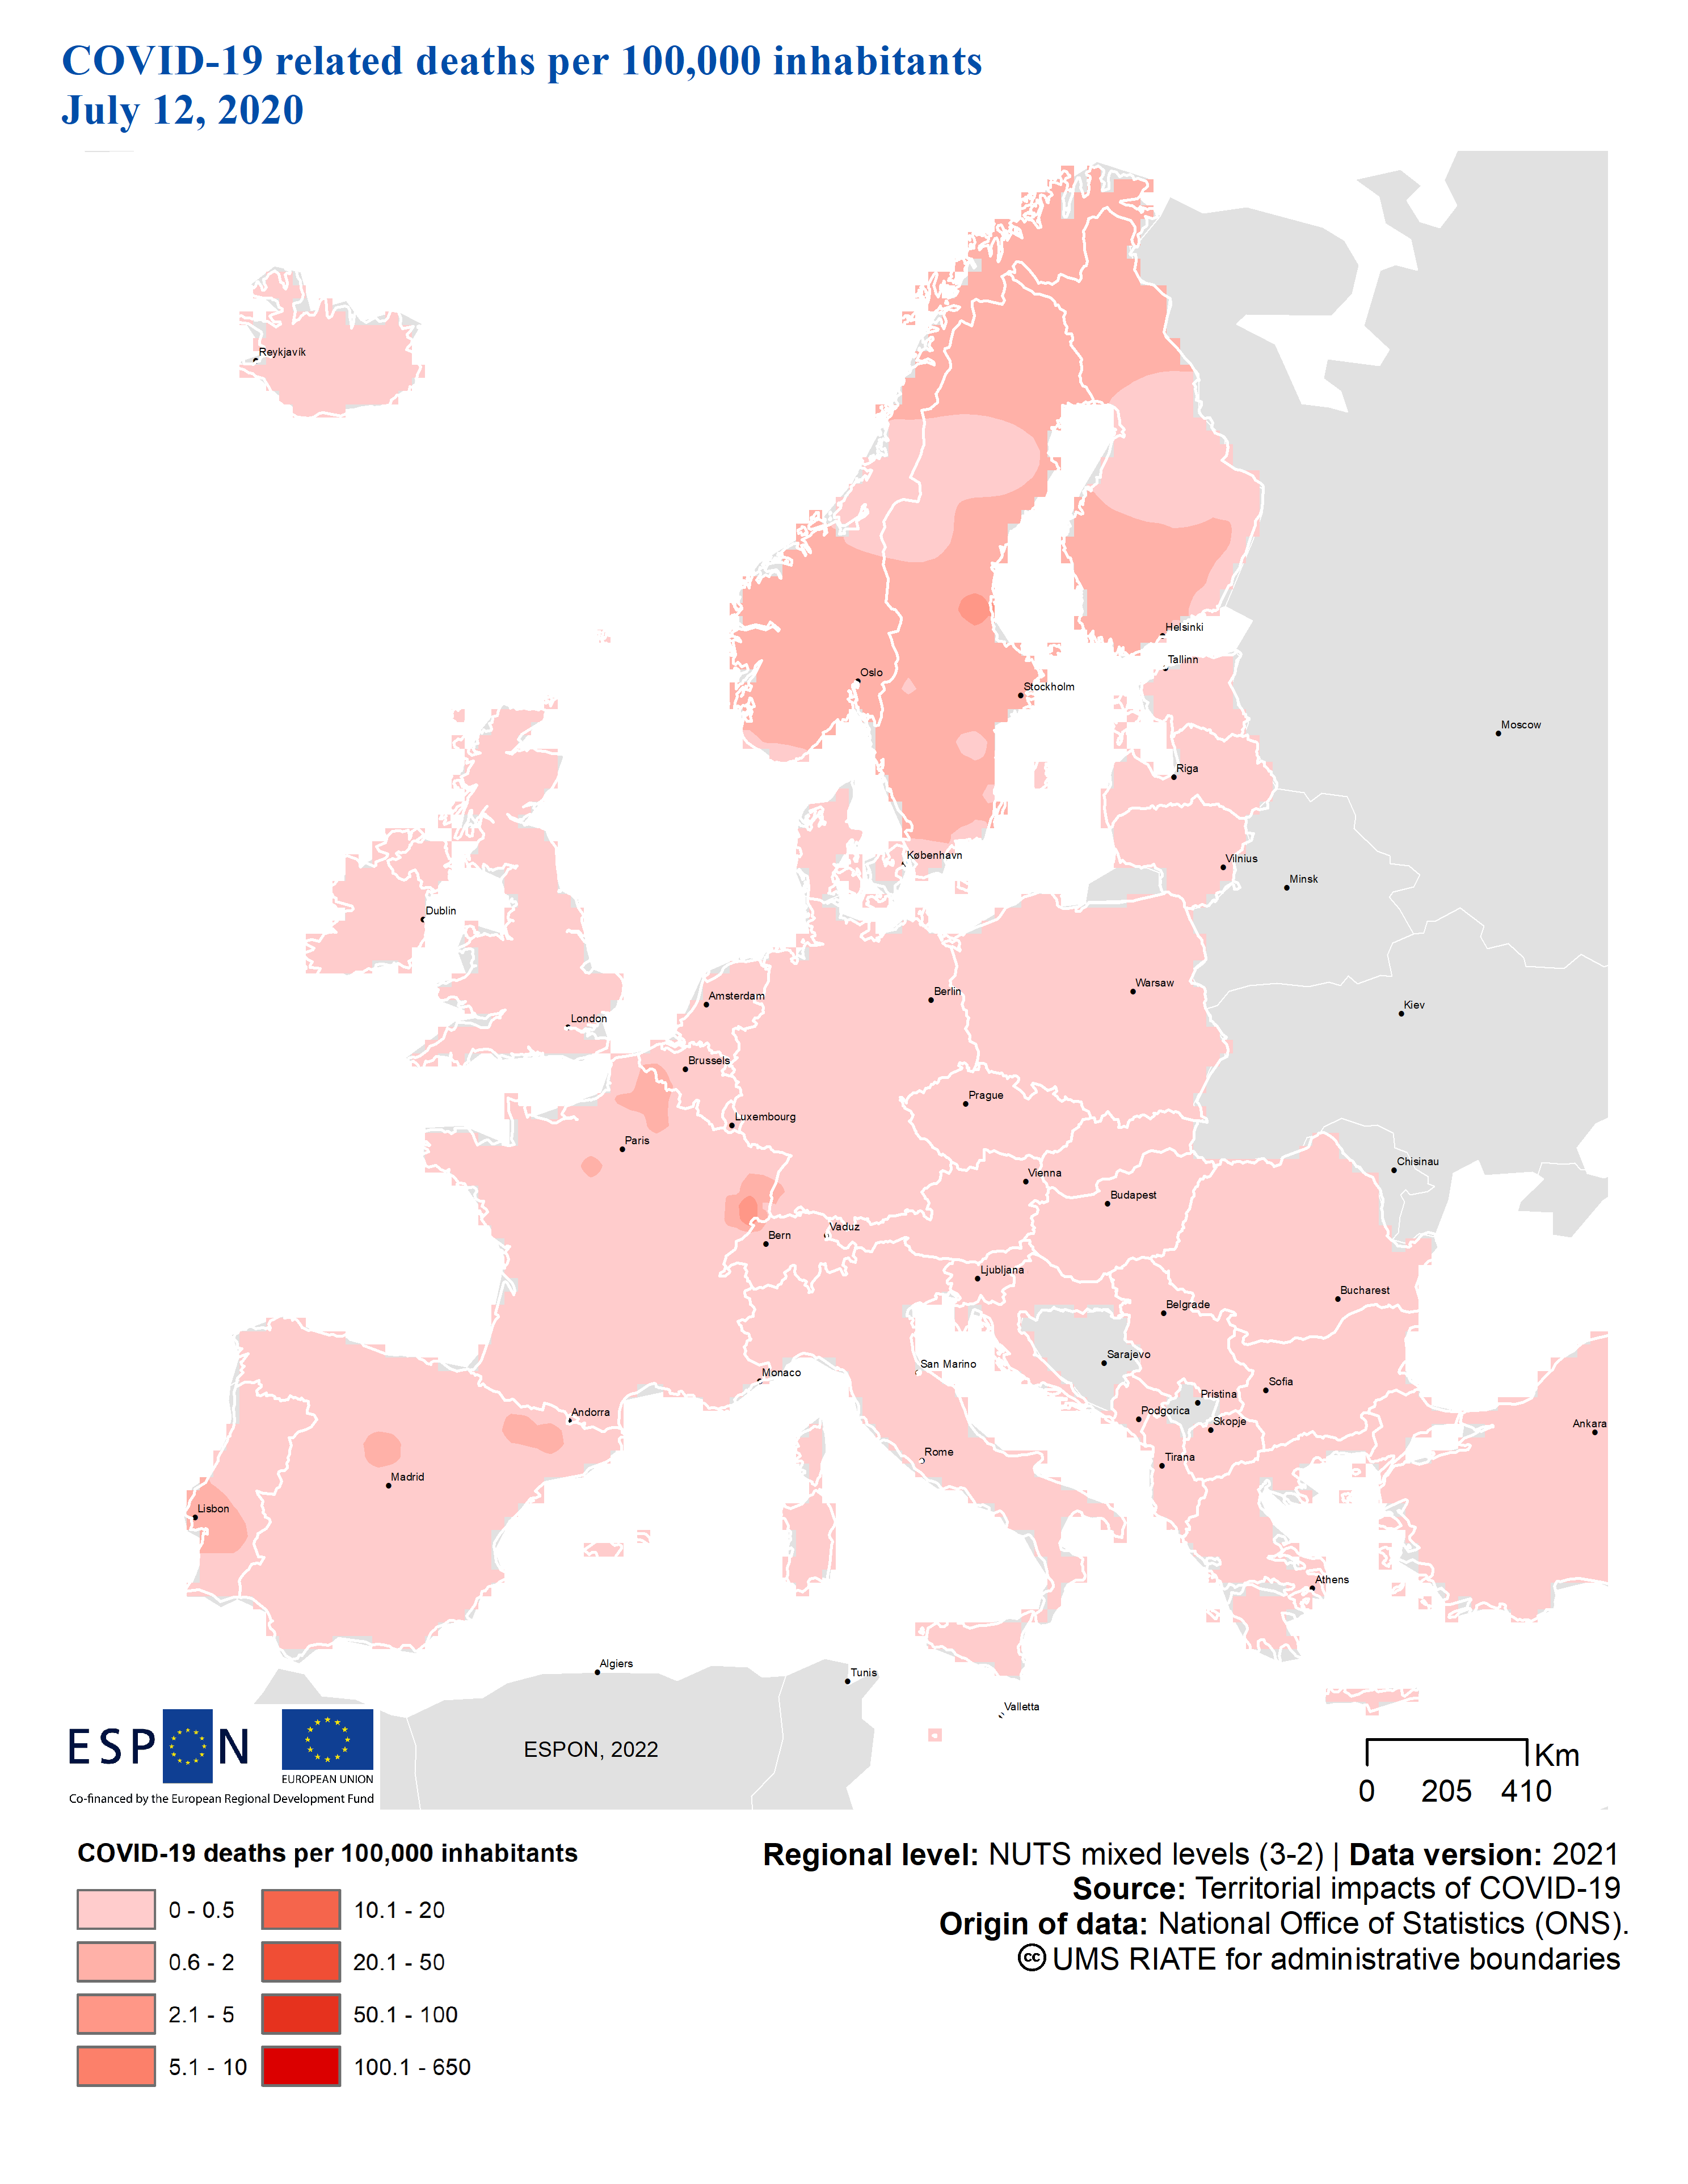 COVID-19 related deaths per 100,000 inhabitants
July 12, 2020
Reykjavík
Helsinki
Tallinn
Oslo
Stockholm
Moscow
Riga
København
Vilnius
Minsk
Dublin
Amsterdam
Berlin
Warsaw
London
Kiev
Brussels
Prague
Luxembourg
Paris
Chisinau
Vienna
Budapest
Vaduz
Bern
Ljubljana
Bucharest
Belgrade
Sarajevo
San Marino
Monaco
Sofia
Pristina
Andorra
Podgorica
Skopje
Ankara
Rome
Tirana
Madrid
Lisbon
Athens
Algiers
Tunis
Valletta
ESPON
EUROPEAN UNION
Co-financed by the European Regional Development Fund
ESPON, 2022
Km
0 205 410
COVID-19 deaths per 100,000 inhabitants
0 - 0.5
0.6 - 2
2.1 - 5
5.1 - 10
10.1 - 20
20.1 - 50
50.1 - 100
100.1 - 650
Regional level: NUTS mixed levels (3-2) | Data version: 2021
Source: Territorial impacts of COVID-19
Origin of data: National Office of Statistics (ONS).
cc UMS RIATE for administrative boundaries